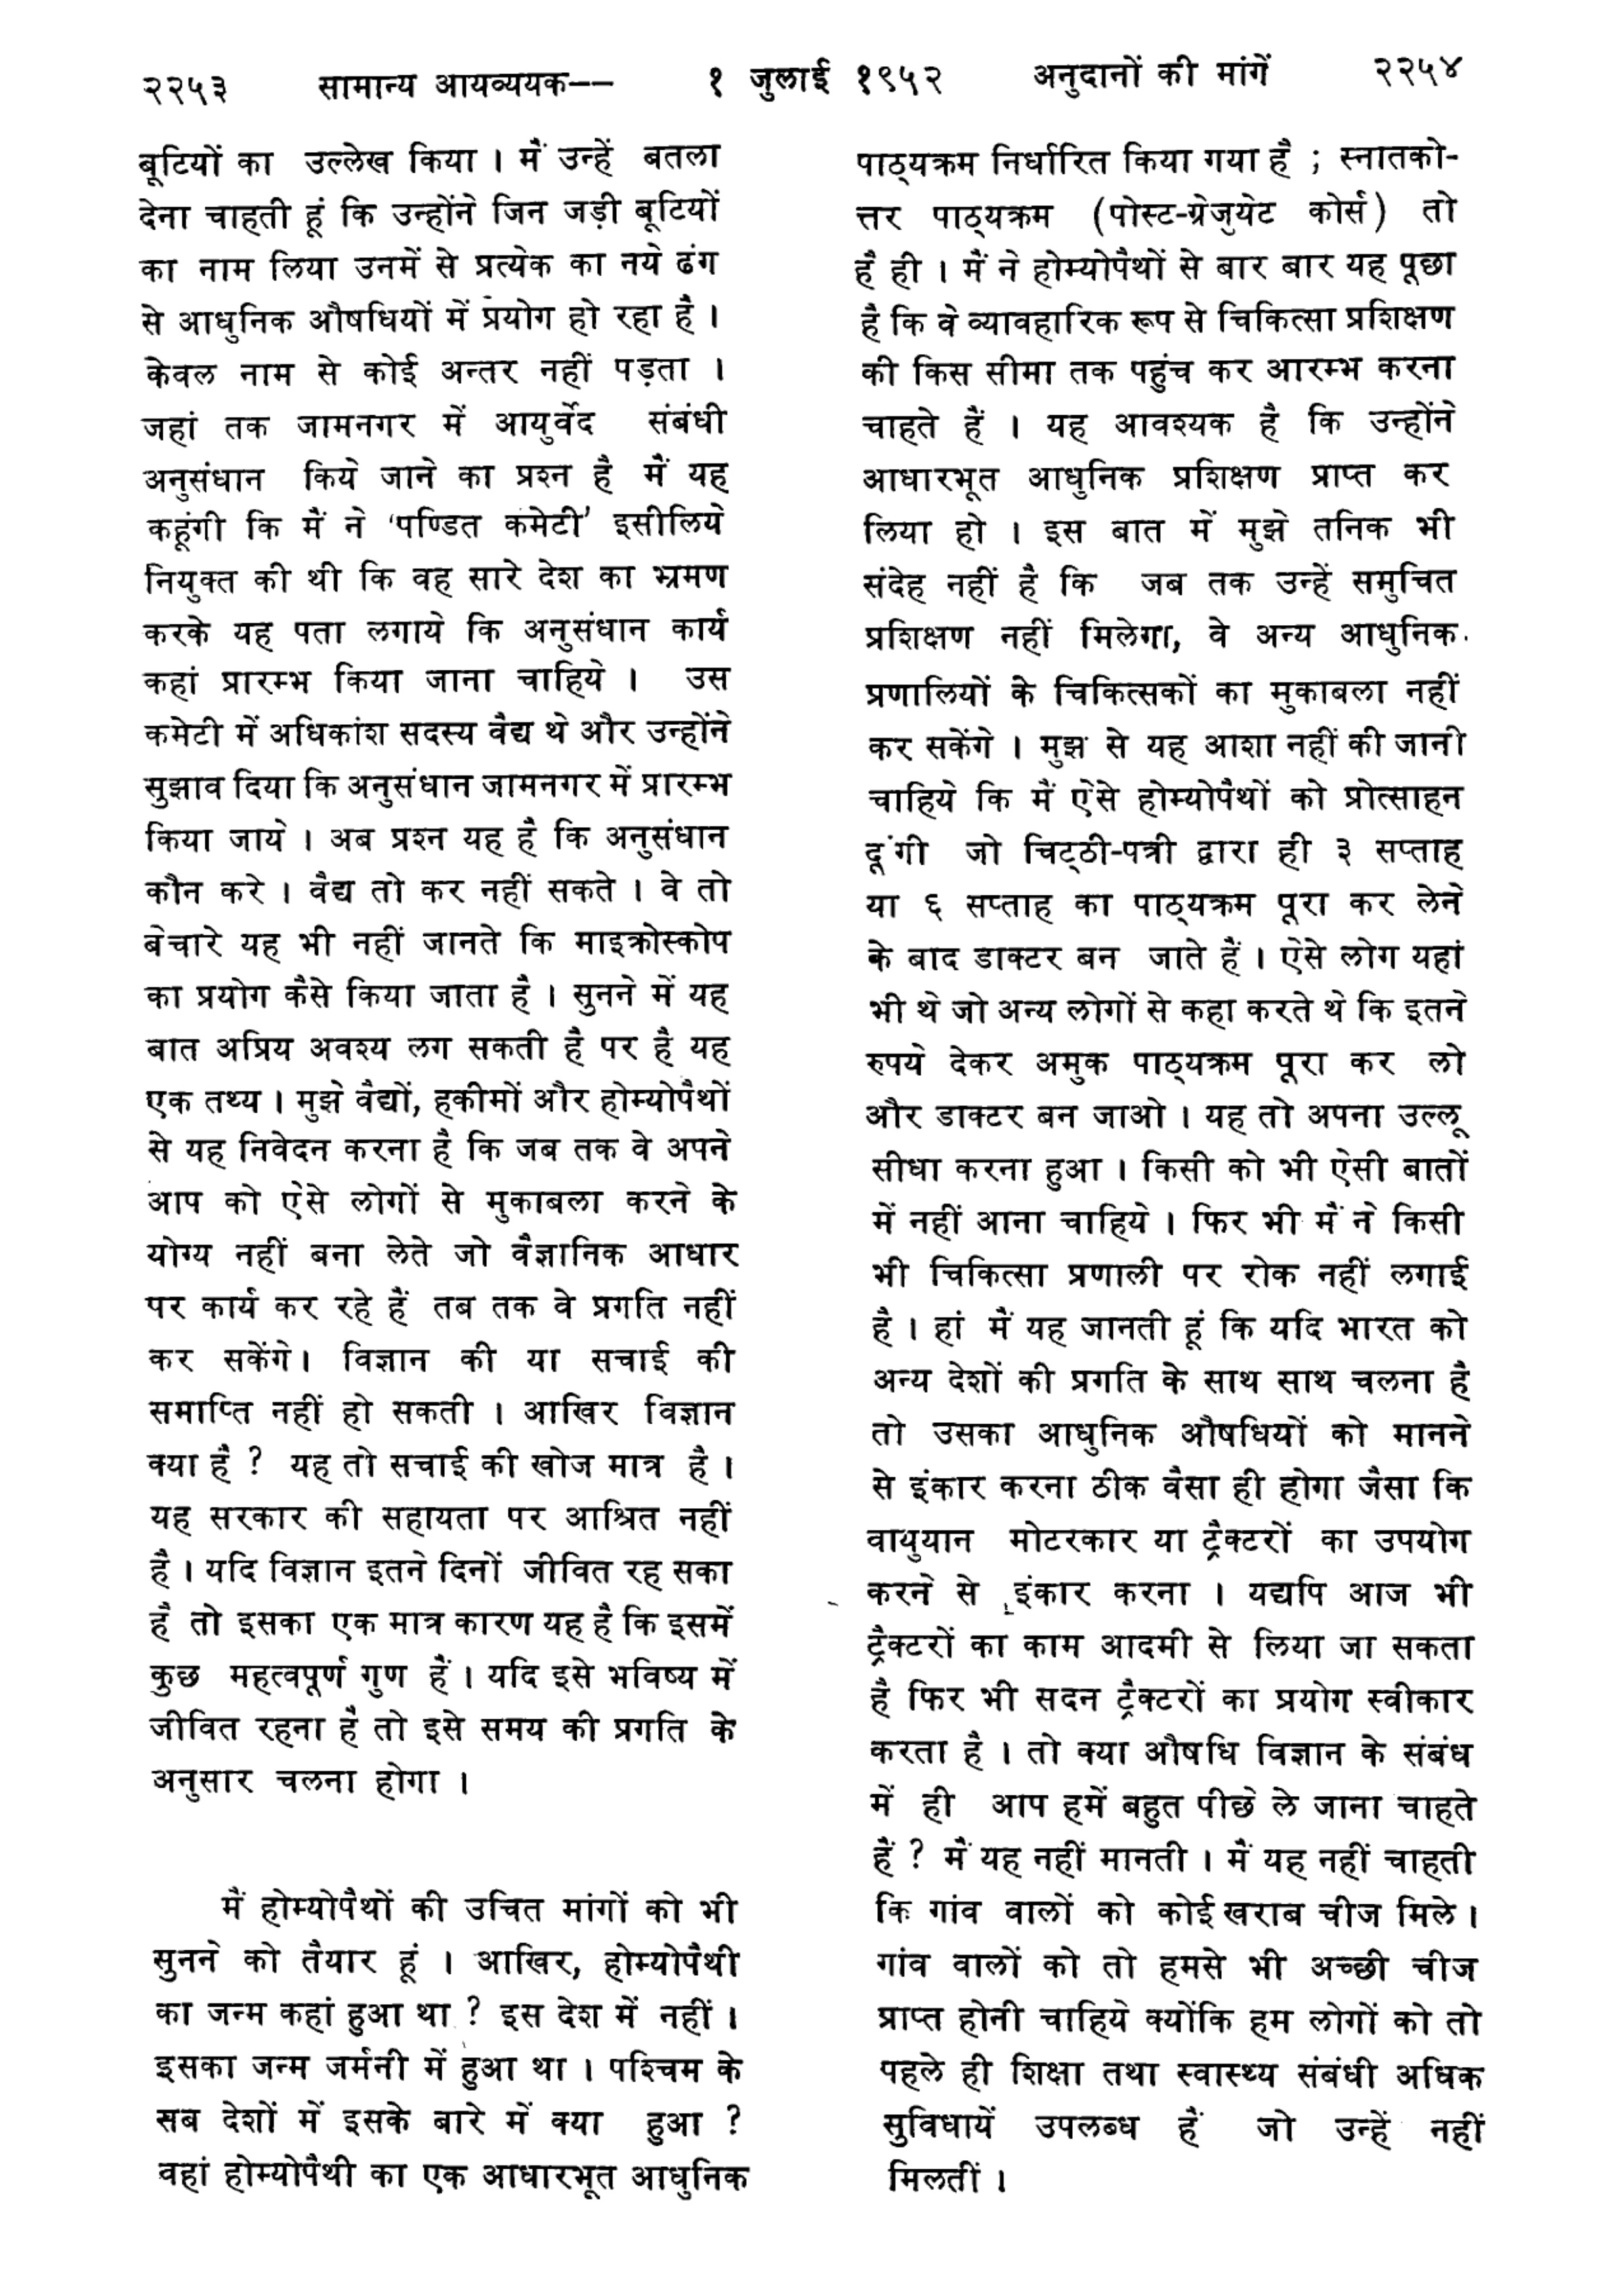 २२५३ सामान्य आयव्ययक-- १ जुलाई १९५२ अनुदानों की मांगें २२५४
बूटियों का उल्लेख किया । मैं उन्हें बतला
देना चाहती हूं कि उन्होंने जिन जड़ी बूटियों
का नाम लिया उनमें से प्रत्येक का नये ढंग
से आधुनिक औषधियों में प्रयोग हो रहा है ।
केवल नाम से कोई अन्तर नहीं पड़ता ।
जहां तक जामनगर में आयुर्वेद संबंधी
अनुसंधान किये जाने का प्रश्न है मैं यह
कहूंगी कि मैं ने ‘पण्डित कमेटी’ इसीलिये
नियुक्त की थी कि वह सारे देश का भ्रमण
करके यह पता लगाये कि अनुसंधान कार्य
कहां प्रारम्भ किया जाना चाहिये । उस
कमेटी में अधिकांश सदस्य वैद्य थे और उन्होंने
सुझाव दिया कि अनुसंधान जामनगर में प्रारम्भ
किया जाये । अब प्रश्न यह है कि अनुसंधान
कौन करे । वैद्य तो कर नहीं सकते । वे तो
बेचारे यह भी नहीं जानते कि माइक्रोस्कोप
का प्रयोग कैसे किया जाता है । सुनने में यह
बात अप्रिय अवश्य लग सकती है पर है यह
एक तथ्य । मुझे वैद्यों, हकीमों और होम्योपैथों
से यह निवेदन करना है कि जब तक वे अपने
आप को ऐसे लोगों से मुकाबला करने के
योग्य नहीं बना लेते जो वैज्ञानिक आधार
पर कार्य कर रहे हैं तब तक वे प्रगति नहीं
कर सकेंगे। विज्ञान की या सचाई की
समाप्ति नहीं हो सकती । आखिर विज्ञान
क्या है ? यह तो सचाई की खोज मात्र है ।
यह सरकार की सहायता पर आश्रित नहीं
है । यदि विज्ञान इतने दिनों जीवित रह सका
है तो इसका एक मात्र कारण यह है कि इसमें
कुछ महत्वपूर्ण गुण हैं । यदि इसे भविष्य में
जीवित रहना है तो इसे समय की प्रगति के
अनुसार चलना होगा ।
मैं होम्योपैथों की उचित मांगों को भी
सुनने को तैयार हूं । आखिर, होम्योपैथी
का जन्म कहां हुआ था ? इस देश में नहीं ।
इसका जन्म जर्मनी में हुआ था । पश्चिम के
सब देशों में इसके बारे में क्या हुआ ?
वहां होम्योपैथी का एक आधारभूत आधुनिक
पाठ्यक्रम निर्धारित किया गया है ; स्नातको-
त्तर पाठ्यक्रम (पोस्ट-ग्रेजुयेट कोर्स) तो
है ही । मैं ने होम्योपैथों से बार बार यह पूछा
है कि वे व्यावहारिक रूप से चिकित्सा प्रशिक्षण
की किस सीमा तक पहुंच कर आरम्भ करना
चाहते हैं । यह आवश्यक है कि उन्होंने
आधारभूत आधुनिक प्रशिक्षण प्राप्त कर
लिया हो । इस बात में मुझे तनिक भी
संदेह नहीं है कि जब तक उन्हें समुचित
प्रशिक्षण नहीं मिलेगा, वे अन्य आधुनिक
प्रणालियों के चिकित्सकों का मुकाबला नहीं
कर सकेंगे । मुझ से यह आशा नहीं की जानी
चाहिये कि मैं ऐसे होम्योपैथों को प्रोत्साहन
दूंगी जो चिट्ठी-पत्री द्वारा ही ३ सप्ताह
या ६ सप्ताह का पाठ्यक्रम पूरा कर लेने
के बाद डाक्टर बन जाते हैं । ऐसे लोग यहां
भी थे जो अन्य लोगों से कहा करते थे कि इतने
रुपये देकर अमुक पाठ्यक्रम पूरा कर लो
और डाक्टर बन जाओ । यह तो अपना उल्लू
सीधा करना हुआ । किसी को भी ऐसी बातों
में नहीं आना चाहिये । फिर भी मैं ने किसी
भी चिकित्सा प्रणाली पर रोक नहीं लगाई
है । हां मैं यह जानती हूं कि यदि भारत को
अन्य देशों की प्रगति के साथ साथ चलना है
तो उसका आधुनिक औषधियों को मानने
से इंकार करना ठीक वैसा ही होगा जैसा कि
वायुयान मोटरकार या ट्रैक्टरों का उपयोग
करने से इंकार करना । यद्यपि आज भी
ट्रैक्टरों का काम आदमी से लिया जा सकता
है फिर भी सदन ट्रैक्टरों का प्रयोग स्वीकार
करता है । तो क्या औषधि विज्ञान के संबंध
में ही आप हमें बहुत पीछे ले जाना चाहते
हैं ? मैं यह नहीं मानती । मैं यह नहीं चाहती
कि गांव वालों को कोई खराब चीज मिले ।
गांव वालों को तो हमसे भी अच्छी चीज
प्राप्त होनी चाहिये क्योंकि हम लोगों को तो
पहले ही शिक्षा तथा स्वास्थ्य संबंधी अधिक
सुविधायें उपलब्ध हैं जो उन्हें नहीं
मिलतीं ।